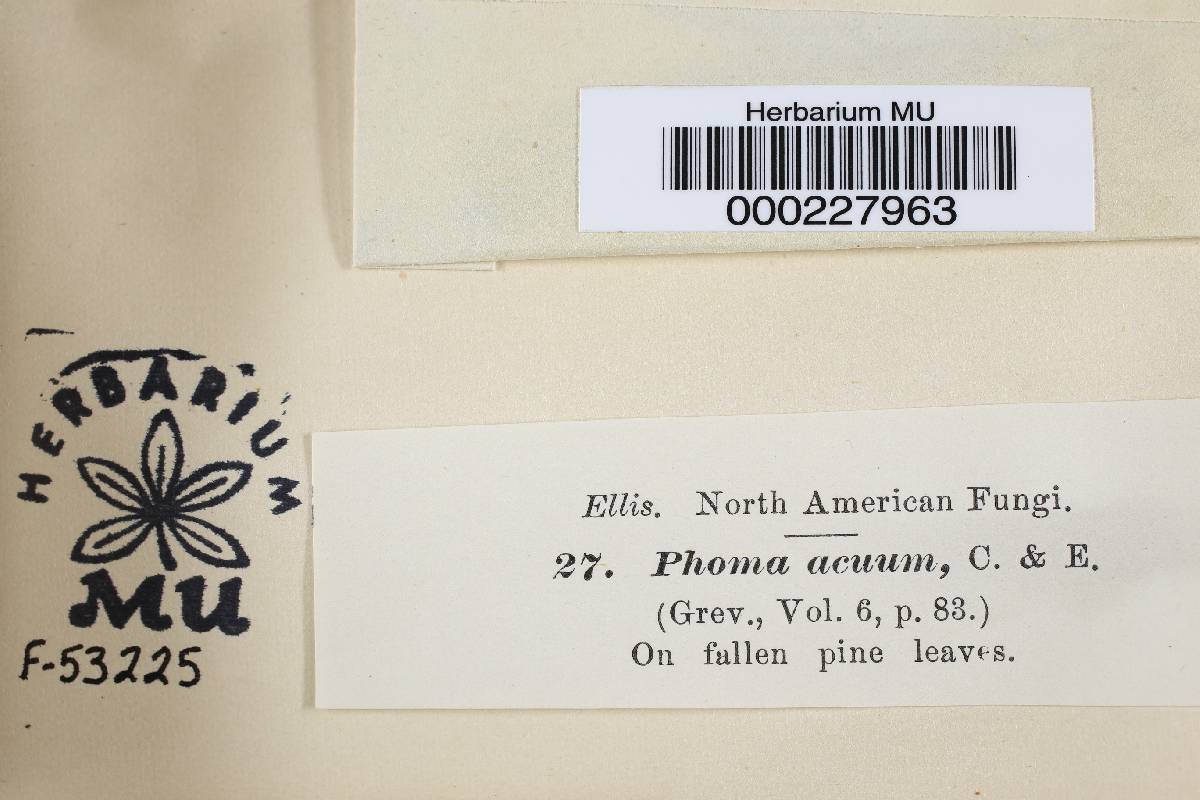 Herbarium MU
000227963
HERBARIUM
MU
F-53225
Ellis. North American Fungi.
27. Phoma acuum, C. & E.
(Grev., Vol. 6, p. 83.)
On fallen pine leaves.